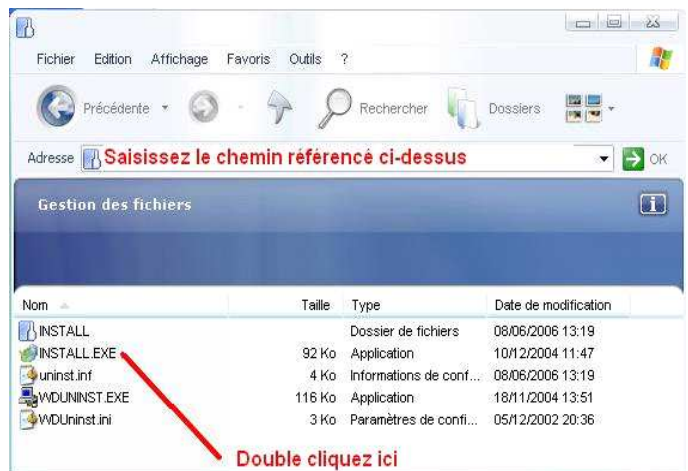 Fichier Edition Affichage Favoris Outils ?
Précédente Rechercher Dossiers
Adresse Saisissez le chemin référencé ci-dessus OK
Gestion des fichiers
Nom Taille Type Date de modification
INSTALL Dossier de fichiers 08/06/2006 13:19
INSTALL.EXE 92 Ko Application 10/12/2004 11:47
uninst.inf 4 Ko Informations de conf... 08/06/2006 13:19
WDUNINST.EXE 116 Ko Application 18/11/2004 13:51
WDUninst.ini 3 Ko Paramètres de confi... 05/12/2002 20:36
Double cliquez ici